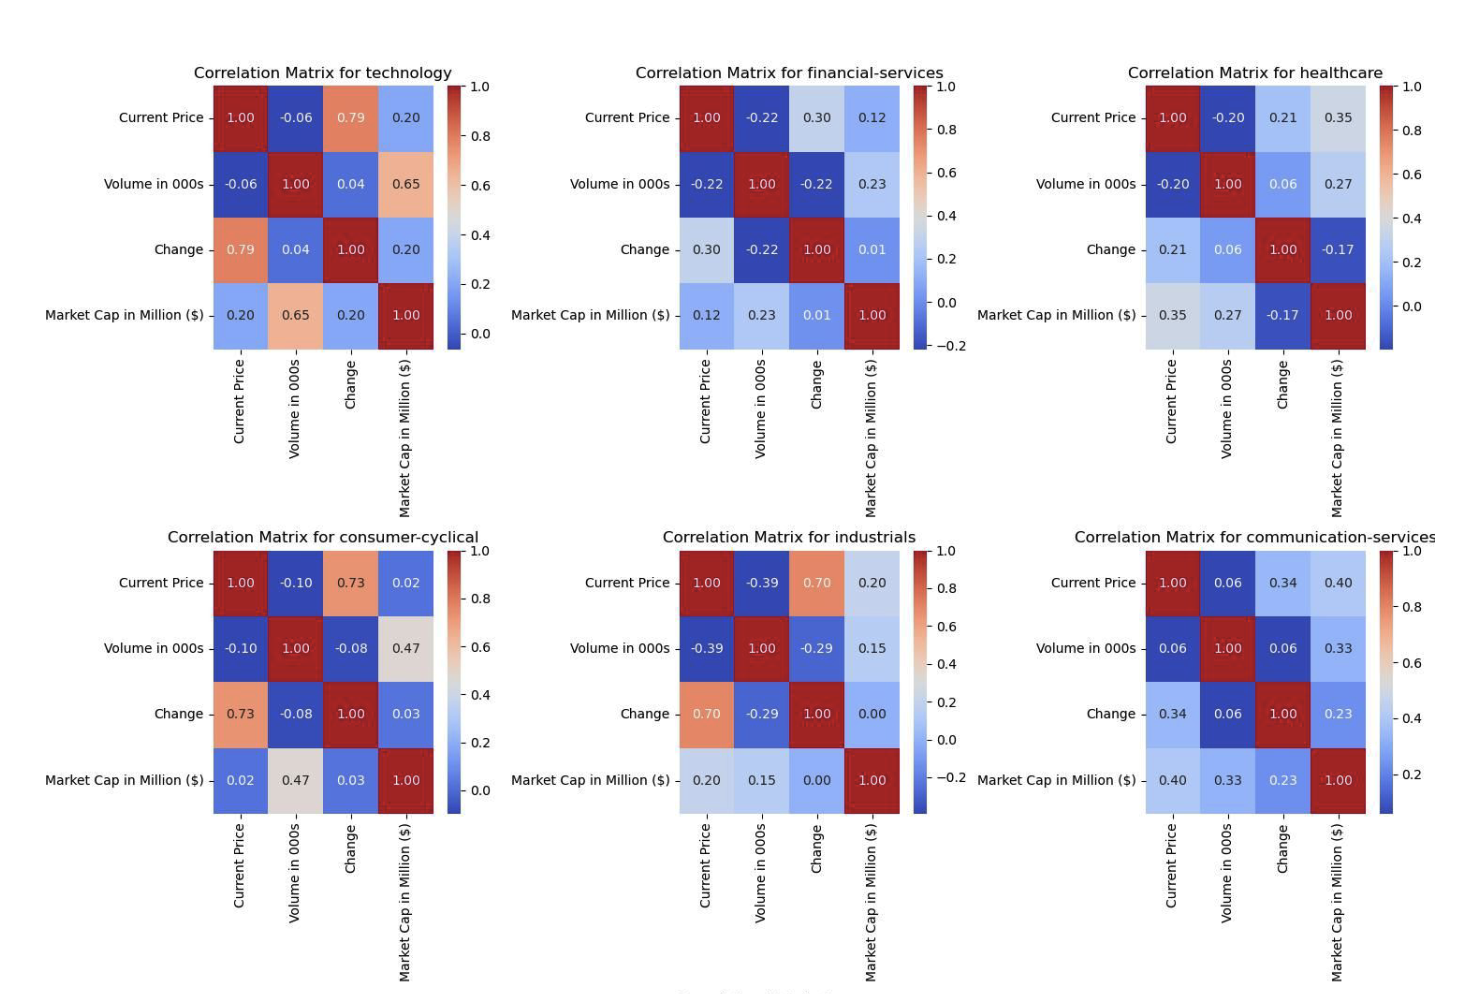 Correlation Matrix for technology
Current Price 1.00 -0.06 0.79 0.20
Volume in 000s -0.06 1.00 0.04 0.65
Change 0.79 0.04 1.00 0.20
Market Cap in Million ($) 0.20 0.65 0.20 1.00
Current Price
Volume in 000s
Change
Market Cap in Million ($)
1.0
0.8
0.6
0.4
0.2
0.0
Correlation Matrix for financial-services
Current Price 1.00 -0.22 0.30 0.12
Volume in 000s -0.22 1.00 -0.22 0.23
Change 0.30 -0.22 1.00 0.01
Market Cap in Million ($) 0.12 0.23 0.01 1.00
Current Price
Volume in 000s
Change
Market Cap in Million ($)
1.0
0.8
0.6
0.4
0.2
0.0
−0.2
Correlation Matrix for healthcare
Current Price 1.00 -0.20 0.21 0.35
Volume in 000s -0.20 1.00 0.06 0.27
Change 0.21 0.06 1.00 -0.17
Market Cap in Million ($) 0.35 0.27 -0.17 1.00
Current Price
Volume in 000s
Change
Market Cap in Million ($)
1.0
0.8
0.6
0.4
0.2
0.0
Correlation Matrix for consumer-cyclical
Current Price 1.00 -0.10 0.73 0.02
Volume in 000s -0.10 1.00 -0.08 0.47
Change 0.73 -0.08 1.00 0.03
Market Cap in Million ($) 0.02 0.47 0.03 1.00
Current Price
Volume in 000s
Change
Market Cap in Million ($)
1.0
0.8
0.6
0.4
0.2
0.0
Correlation Matrix for industrials
Current Price 1.00 -0.39 0.70 0.20
Volume in 000s -0.39 1.00 -0.29 0.15
Change 0.70 -0.29 1.00 0.00
Market Cap in Million ($) 0.20 0.15 0.00 1.00
Current Price
Volume in 000s
Change
Market Cap in Million ($)
1.0
0.8
0.6
0.4
0.2
0.0
−0.2
Correlation Matrix for communication-services
Current Price 1.00 0.06 0.34 0.40
Volume in 000s 0.06 1.00 0.06 0.33
Change 0.34 0.06 1.00 0.23
Market Cap in Million ($) 0.40 0.33 0.23 1.00
Current Price
Volume in 000s
Change
Market Cap in Million ($)
1.0
0.8
0.6
0.4
0.2